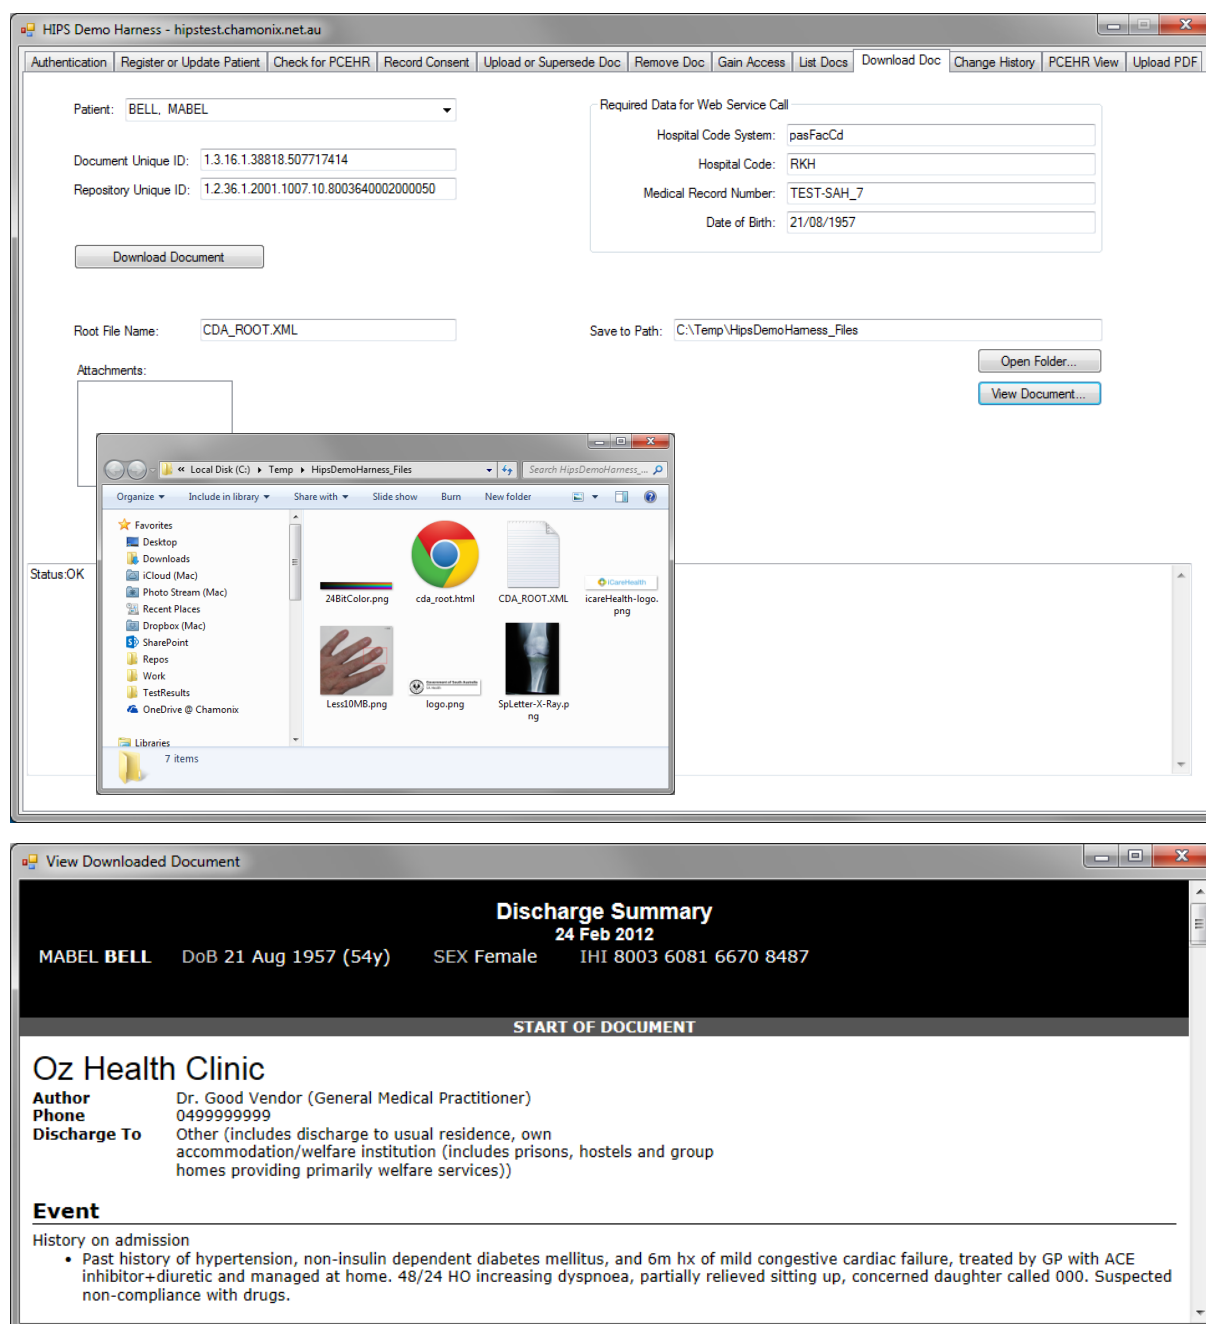 HIPS Demo Harness - hipstest.chamonix.net.au
Authentication Register or Update Patient Check for PCEHR Record Consent Upload or Supersede Doc Remove Doc Gain Access List Docs Download Doc Change History PCEHR View Upload PDF
Patient: BELL, MABEL
Document Unique ID: 1.3.16.1.38818.507717414
Repository Unique ID: 1.2.36.1.2001.1007.10.8003640002000050
Download Document
Required Data for Web Service Call
Hospital Code System: pasFacCd
Hospital Code: RKH
Medical Record Number: TEST-SAH_7
Date of Birth: 21/08/1957
Root File Name: CDA_ROOT.XML
Save to Path: C:\Temp\HipsDemoHarness_Files
Open Folder...
View Document...
Attachments:
Status:OK
« Local Disk (C:) Temp HipsDemoHarness_Files
Search HipsDemoHarness_...
Organize Include in library Share with Slide show Burn New folder
Favorites
Desktop
Downloads
iCloud (Mac)
Photo Stream (Mac)
Recent Places
Dropbox (Mac)
SharePoint
Repos
Work
TestResults
OneDrive @ Chamonix
Libraries
24BitColor.png
cda_root.html
CDA_ROOT.XML
iCareHealth
icareHealth-logo.
png
Less10MB.png
Government of South Australia
SA Health
logo.png
SpLetter-X-Ray.p
ng
7 items
View Downloaded Document
Discharge Summary
24 Feb 2012
MABEL BELL DoB 21 Aug 1957 (54y) SEX Female IHI 8003 6081 6670 8487
START OF DOCUMENT
Oz Health Clinic
Author Dr. Good Vendor (General Medical Practitioner)
Phone 0499999999
Discharge To Other (includes discharge to usual residence, own
accommodation/welfare institution (includes prisons, hostels and group
homes providing primarily welfare services))
Event
History on admission
• Past history of hypertension, non-insulin dependent diabetes mellitus, and 6m hx of mild congestive cardiac failure, treated by GP with ACE
inhibitor+diuretic and managed at home. 48/24 HO increasing dyspnoea, partially relieved sitting up, concerned daughter called 000. Suspected
non-compliance with drugs.